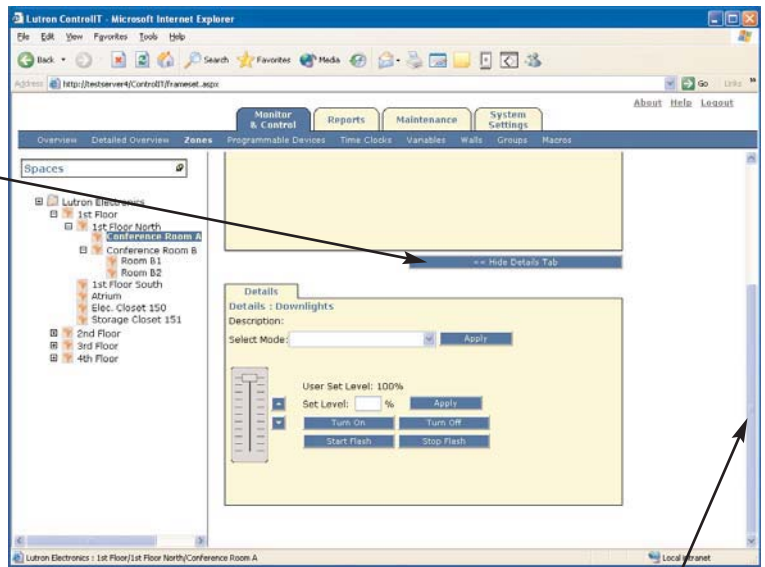 Lutron ControlIT - Microsoft Internet Explorer
File Edit View Favorites Tools Help
Back Search Favorites Media
Address http://testserver4/ControlIT/frameset.aspx Go Links »
About Help Logout
Monitor & Control Reports Maintenance System Settings
Overview Detailed Overview Zones Programmable Devices Time Clocks Variables Walls Groups Macros
Spaces
Lutron Electronics
1st Floor
1st Floor North
Conference Room A
Conference Room B
Room B1
Room B2
1st Floor South
Atrium
Elec. Closet 150
Storage Closet 151
2nd Floor
3rd Floor
4th Floor
<< Hide Details Tab
Details
Details : Downlights
Description:
Select Mode: Apply
User Set Level: 100%
Set Level: % Apply
Turn On Turn Off
Start Flash Stop Flash
Lutron Electronics : 1st Floor/1st Floor North/Conference Room A Local intranet